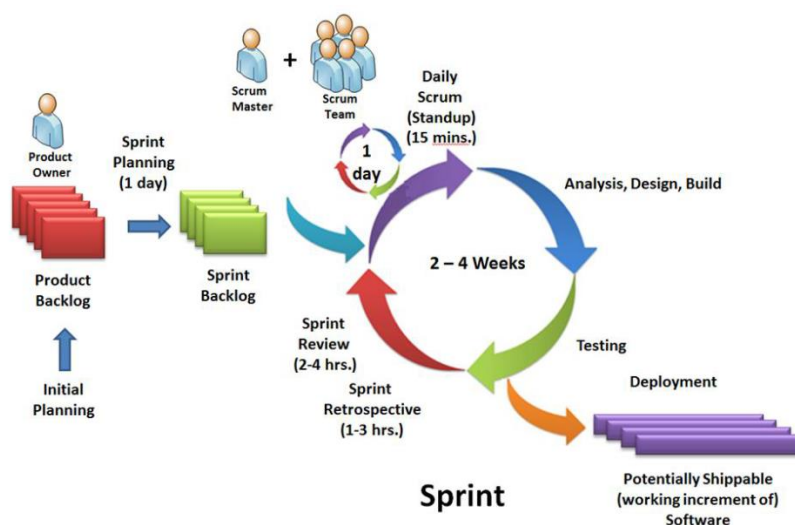 Scrum
Master
+
Scrum
Team
Product
Owner
Sprint
Planning
(1 day)
Daily
Scrum
(Standup)
(15 mins.)
1
day
Analysis, Design, Build
2 – 4 Weeks
Product
Backlog
Sprint
Backlog
Initial
Planning
Sprint
Review
(2-4 hrs.)
Sprint
Retrospective
(1-3 hrs.)
Testing
Deployment
Potentially Shippable
(working increment of)
Software
Sprint